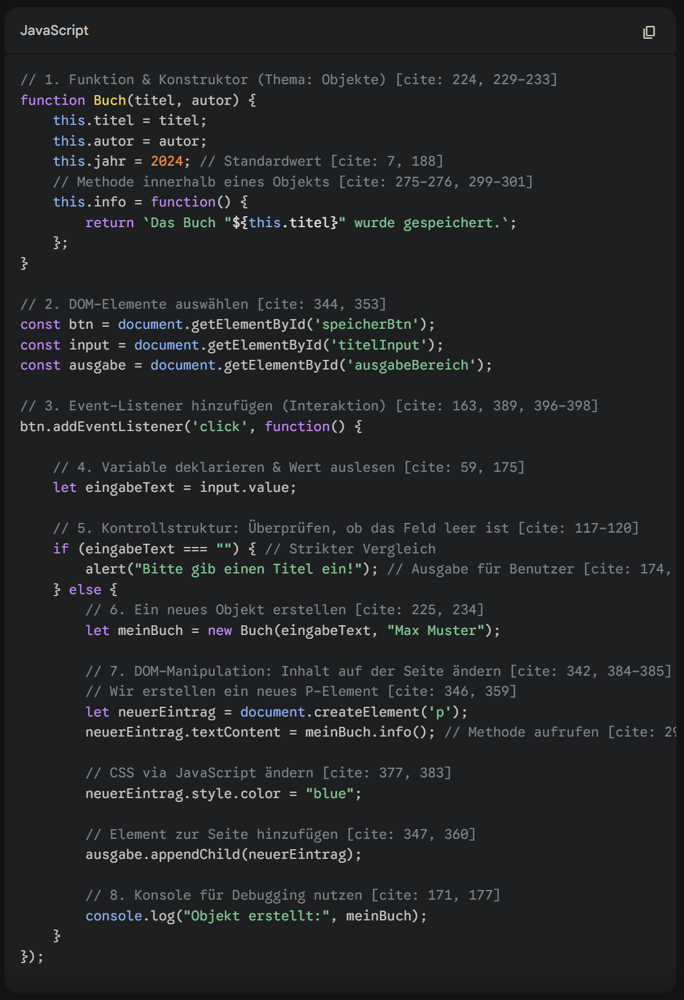 JavaScript
// 1. Funktion & Konstruktor (Thema: Objekte) [cite: 224, 229-233]
function Buch(titel, autor) {
    this.titel = titel;
    this.autor = autor;
    this.jahr = 2024; // Standardwert [cite: 7, 188]
    // Methode innerhalb eines Objekts [cite: 275-276, 299-301]
    this.info = function() {
        return `Das Buch "${this.titel}" wurde gespeichert.`;
    };
}
// 2. DOM-Elemente auswählen [cite: 344, 353]
const btn = document.getElementById('speicherBtn');
const input = document.getElementById('titelInput');
const ausgabe = document.getElementById('ausgabeBereich');
// 3. Event-Listener hinzufügen (Interaktion) [cite: 163, 389, 396-398]
btn.addEventListener('click', function() {
    // 4. Variable deklarieren & Wert auslesen [cite: 59, 175]
    let eingabeText = input.value;
    // 5. Kontrollstruktur: Überprüfen, ob das Feld leer ist [cite: 117-120]
    if (eingabeText === "") { // Strikter Vergleich
        alert("Bitte gib einen Titel ein!"); // Ausgabe für Benutzer [cite: 174,
    } else {
        // 6. Ein neues Objekt erstellen [cite: 225, 234]
        let meinBuch = new Buch(eingabeText, "Max Muster");
        // 7. DOM-Manipulation: Inhalt auf der Seite ändern [cite: 342, 384-385]
        // Wir erstellen ein neues P-Element [cite: 346, 359]
        let neuerEintrag = document.createElement('p');
        neuerEintrag.textContent = meinBuch.info(); // Methode aufrufen [cite:
        // CSS via JavaScript ändern [cite: 377, 383]
        neuerEintrag.style.color = "blue";
        // Element zur Seite hinzufügen [cite: 347, 360]
        ausgabe.appendChild(neuerEintrag);
        // 8. Konsole für Debugging nutzen [cite: 171, 177]
        console.log("Objekt erstellt:", meinBuch);
    }
});